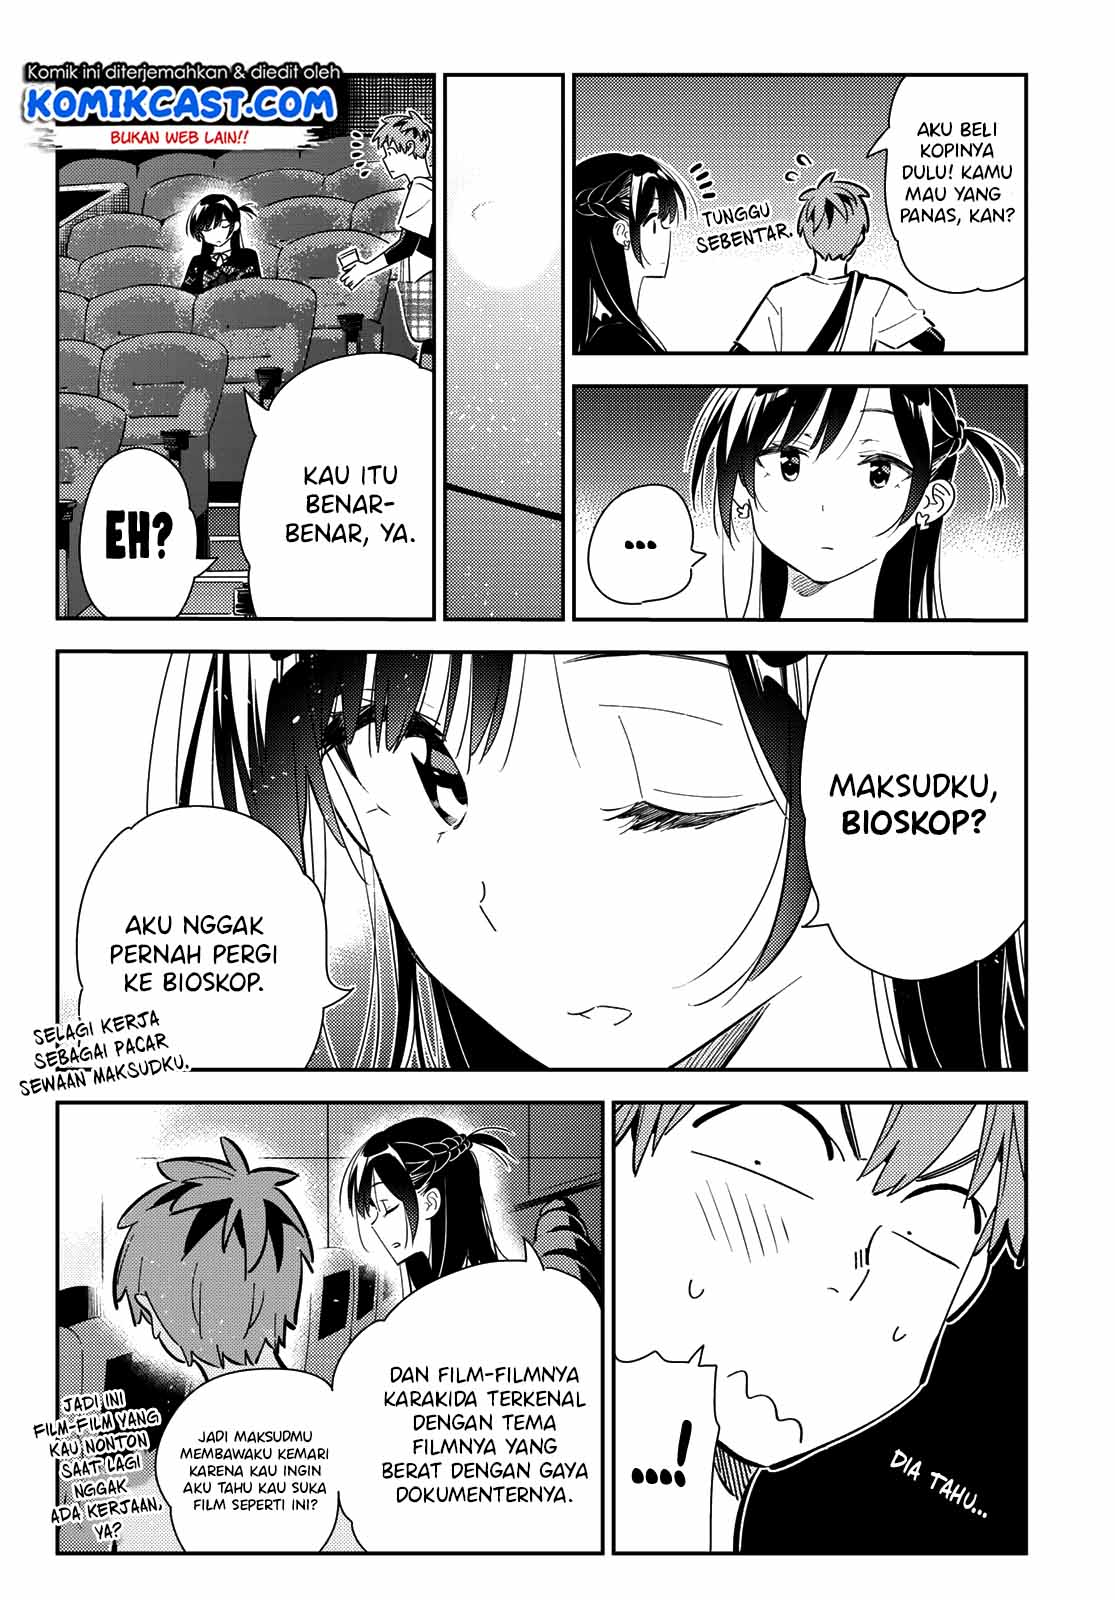 Komik ini diterjemahkan & diedit oleh
KOMIKCAST.COM
BUKAN WEB LAIN!!
AKU BELI
KOPINYA
DULU! KAMU
MAU YANG
PANAS, KAN?
TUNGGU
SEBENTAR.
...
KAU ITU
BENAR-
BENAR, YA.
EH?
MAKSUDKU,
BIOSKOP?
AKU NGGAK
PERNAH PERGI
KE BIOSKOP.
SELAGI KERJA
SEBAGAI PACAR
SEWAAN MAKSUDKU.
...!
DIA TAHU...
DAN FILM-FILMNYA
KARAKIDA TERKENAL
DENGAN TEMA
FILMNYA YANG
BERAT DENGAN GAYA
DOKUMENTERNYA.
JADI MAKSUDMU
MEMBAWAKU KEMARI
KARENA KAU INGIN
AKU TAHU KAU SUKA
FILM SEPERTI INI?
JADI INI
FILM-FILM YANG
KAU NONTON
SAAT LAGI
NGGAK
ADA KERJAAN,
YA?